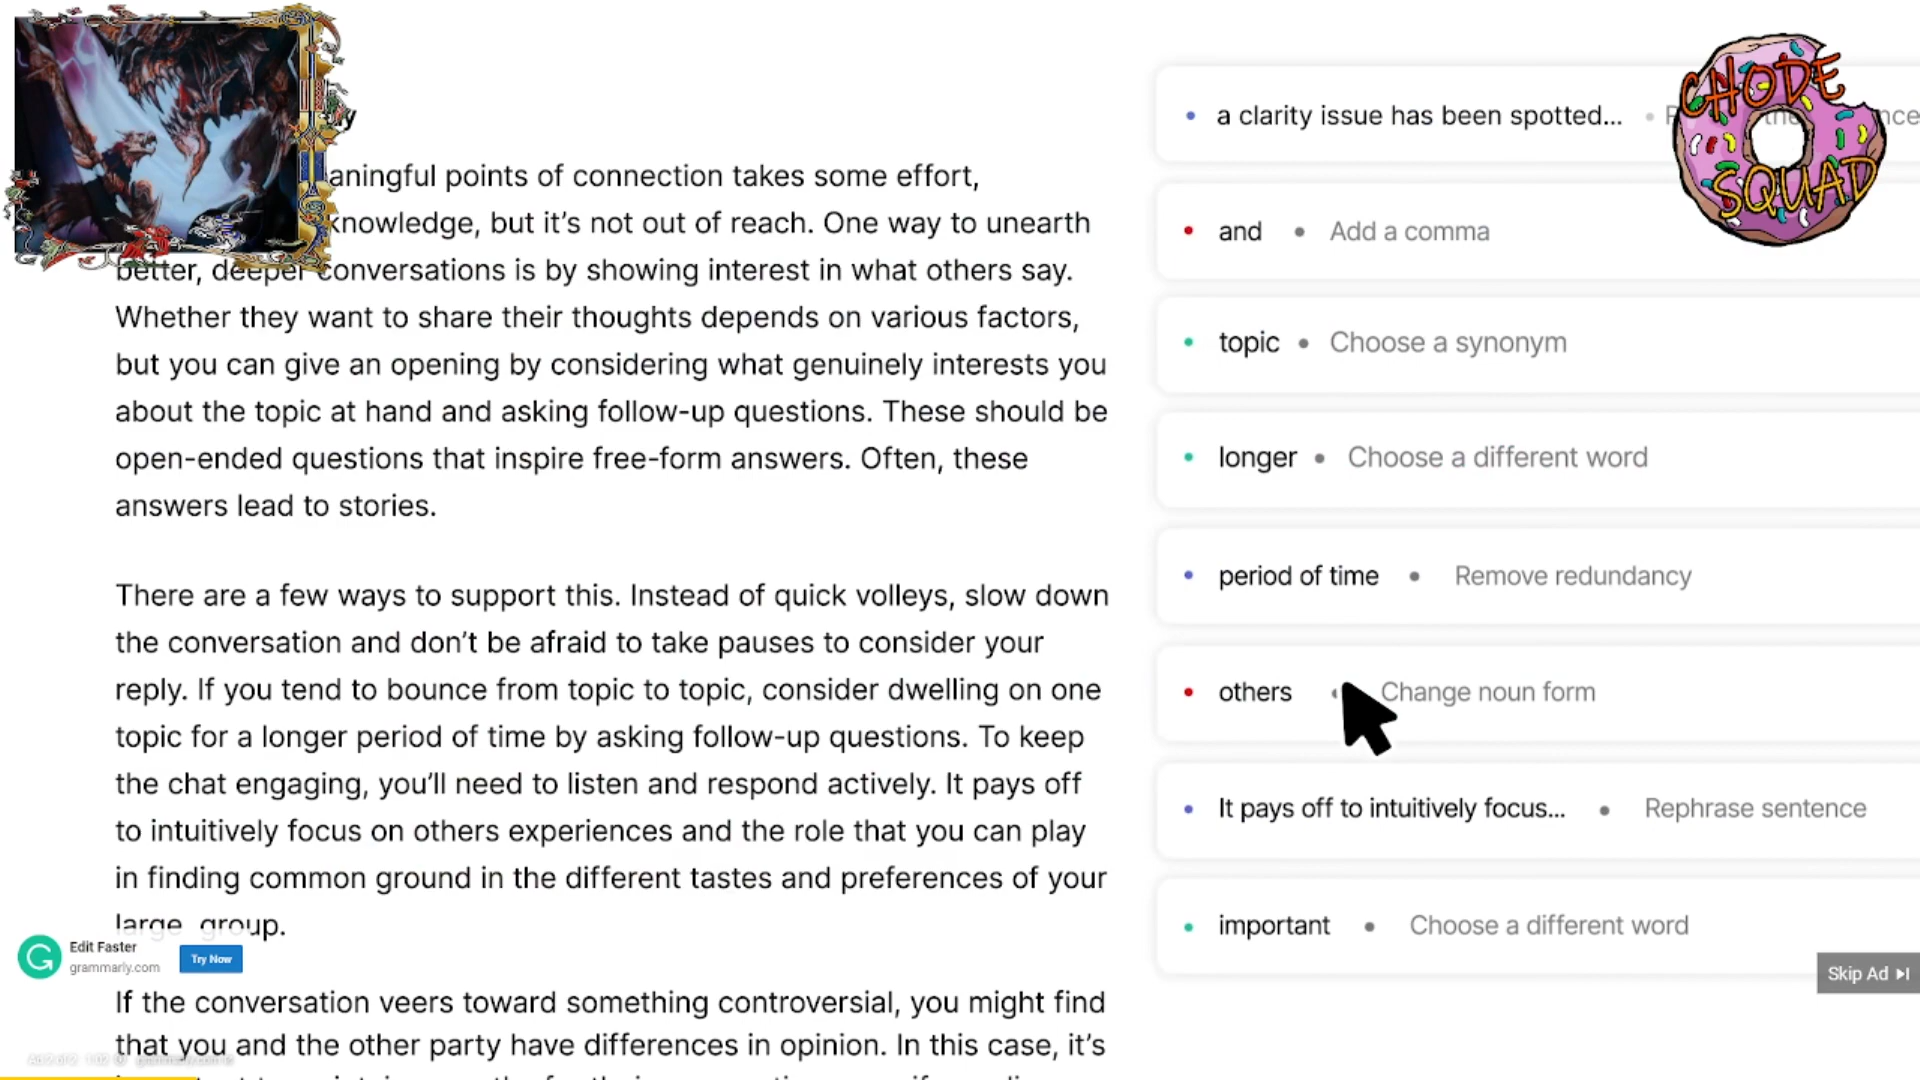 aningful points of connection takes some effort,
knowledge, but it's not out of reach. One way to unearth
better, deeper conversations is by showing interest in what others say.
Whether they want to share their thoughts depends on various factors,
but you can give an opening by considering what genuinely interests you
about the topic at hand and asking follow-up questions. These should be
open-ended questions that inspire free-form answers. Often, these
answers lead to stories.
There are a few ways to support this. Instead of quick volleys, slow down
the conversation and don't be afraid to take pauses to consider your
reply. If you tend to bounce from topic to topic, consider dwelling on one
topic for a longer period of time by asking follow-up questions. To keep
the chat engaging, you'll need to listen and respond actively. It pays off
to intuitively focus on others experiences and the role that you can play
in finding common ground in the different tastes and preferences of your
large group.
Edit Faster
grammarly.com
Try Now
If the conversation veers toward something controversial, you might find
that you and the other party have differences in opinion. In this case, it's
Ad 2 of 2 · 1:02
a clarity issue has been spotted...
CHODE
SQUAD
and • Add a comma
topic • Choose a synonym
longer • Choose a different word
period of time • Remove redundancy
others • Change noun form
It pays off to intuitively focus... • Rephrase sentence
important • Choose a different word
Skip Ad